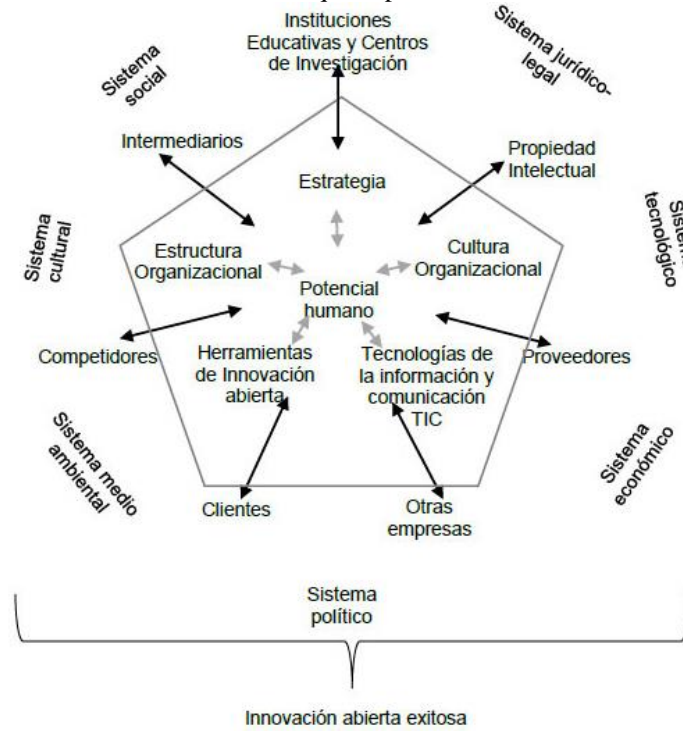 Instituciones
Educativas y Centros
de Investigación
Sistema
social
Sistema jurídico-
legal
Intermediarios
Propiedad
Intelectual
Estrategia
Sistema
cultural
Estructura
Organizacional
Cultura
Organizacional
tecnológico
Potencial
humano
Competidores
Herramientas
de Innovación
abierta
Tecnologías de
la información y
comunicación
TIC
Proveedores
Sistema medio
ambiental
Sistema
económico
Clientes
Otras
empresas
Sistema
político
Innovación abierta exitosa